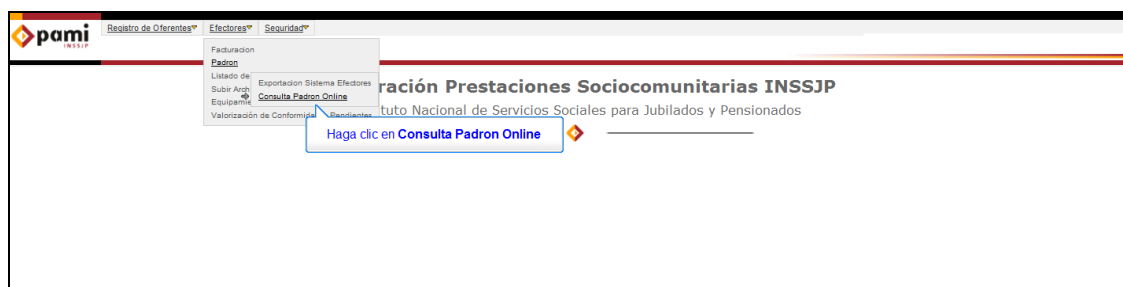 pami
INSSJP
Registro de Oferentes Efectores Seguridad
Facturacion
Padron
Listado de
Subir Arch
Equipamie
Valorización de Conformida Pendientes
Exportacion Sistema Efectores
Consulta Padron Online
ración Prestaciones Sociocomunitarias INSSJP
tuto Nacional de Servicios Sociales para Jubilados y Pensionados
Haga clic en Consulta Padron Online